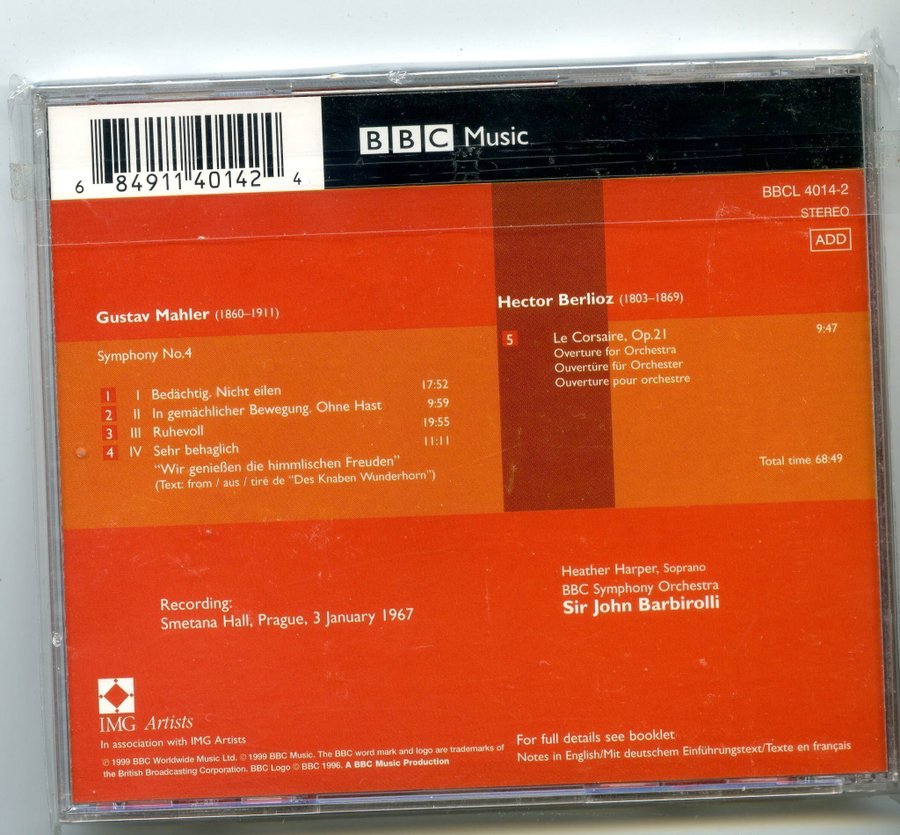 6 84911 40142 4
BBC Music
BBCL 4014-2
STEREO
ADD
Gustav Mahler (1860–1911)
Symphony No.4
1 I Bedächtig. Nicht eilen 17:52
2 II In gemächlicher Bewegung. Ohne Hast 9:59
3 III Ruhevoll 19:55
4 IV Sehr behaglich 11:11
“Wir genießen die himmlischen Freuden”
(Text: from / aus / tiré de “Des Knaben Wunderhorn”)
Hector Berlioz (1803–1869)
5 Le Corsaire, Op.21 9:47
Overture for Orchestra
Ouvertüre für Orchester
Ouverture pour orchestre
Total time 68:49
Recording:
Smetana Hall, Prague, 3 January 1967
Heather Harper, Soprano
BBC Symphony Orchestra
Sir John Barbirolli
IMG Artists
In association with IMG Artists
℗ 1999 BBC Worldwide Music Ltd. © 1999 BBC Music. The BBC word mark and logo are trademarks of
the British Broadcasting Corporation. BBC Logo © BBC 1996. A BBC Music Production
For full details see booklet
Notes in English/Mit deutschem Einführungstext/Texte en français